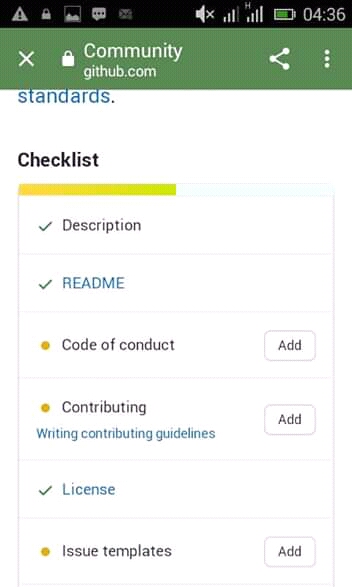 H
04:36
Community
github.com
standards.
Checklist
Description
README
Code of conduct
Add
Contributing
Add
Writing contributing guidelines
License
Issue templates
Add